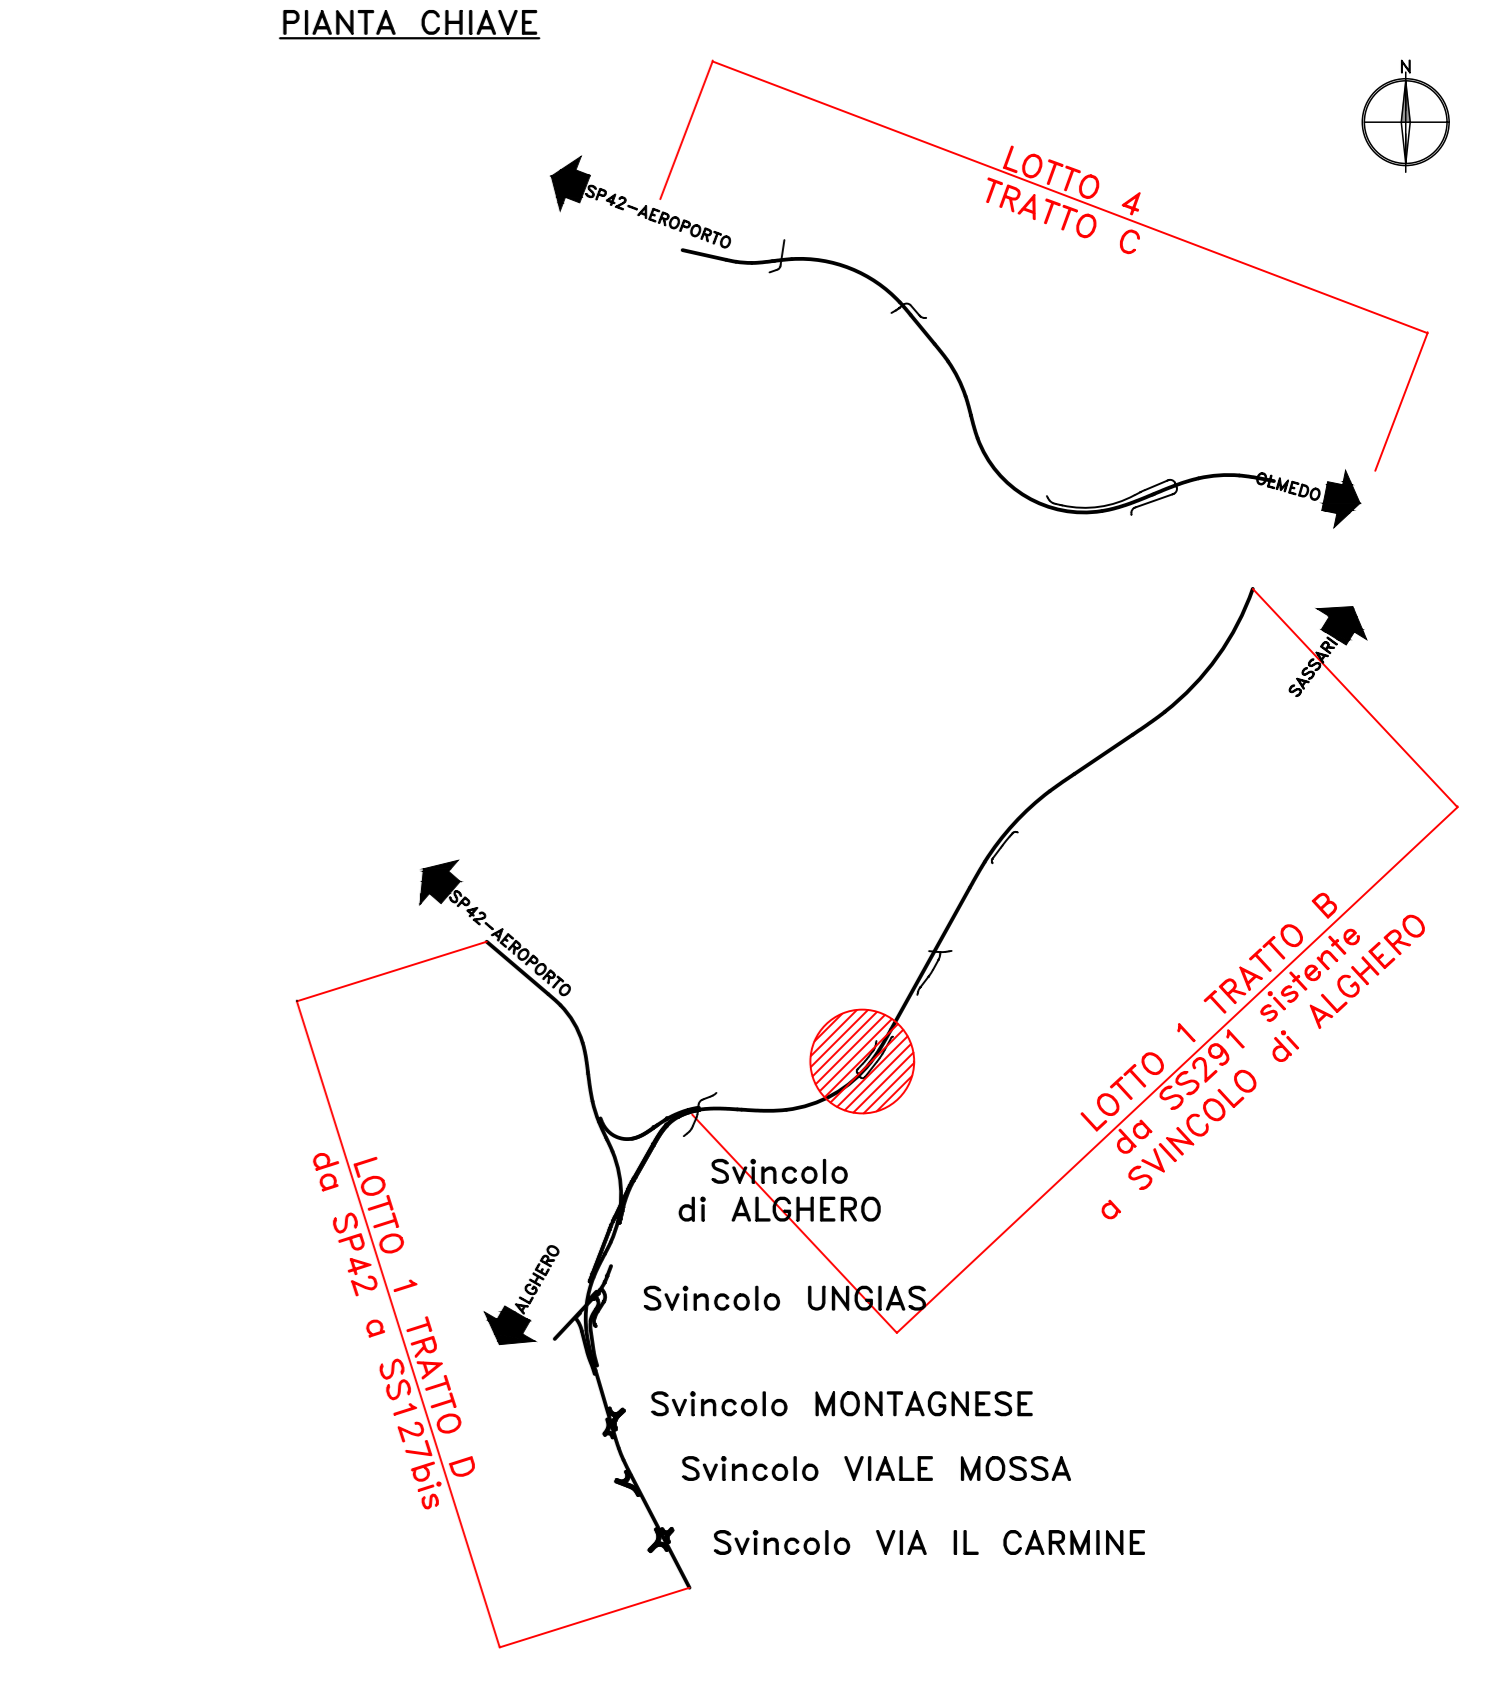 PIANTA CHIAVE
N
LOTTO 4
TRATTO C
SP42-AEROPORTO
OLMEDO
SASSARI
SP42-AEROPORTO
LOTTO 1 TRATTO B
da SS291 sistente
a SVINCOLO di ALGHERO
Svincolo
di ALGHERO
LOTTO 1 TRATTO D
da SP42 a SS127bis
ALGHERO
Svincolo UNGIAS
Svincolo MONTAGNESE
Svincolo VIALE MOSSA
Svincolo VIA IL CARMINE